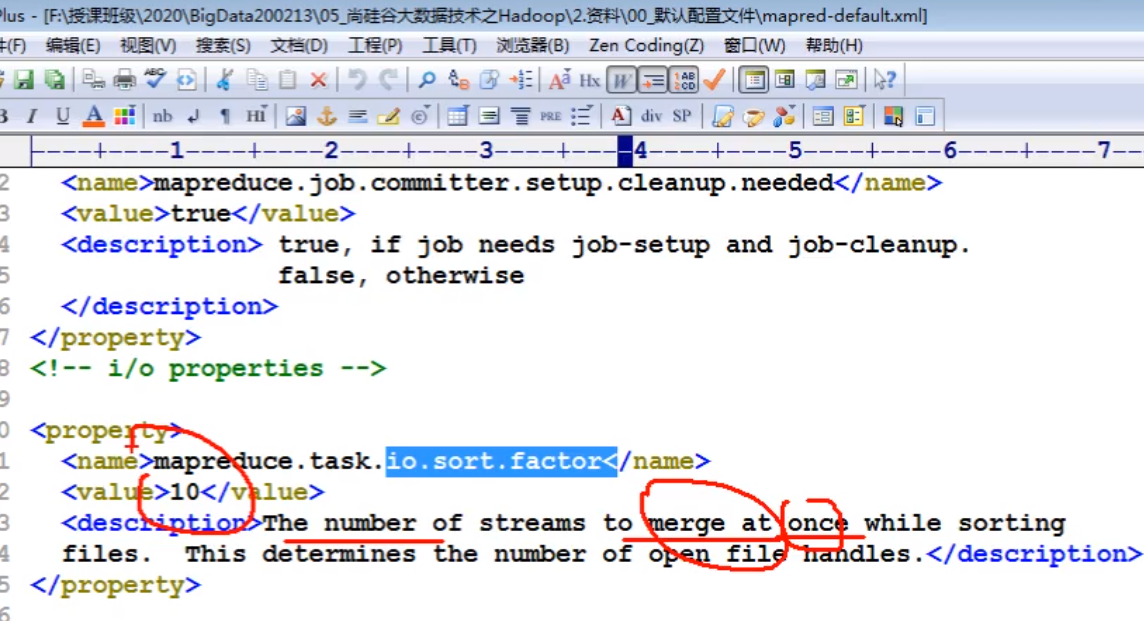 Plus - [F:\授课班级\2020\BigData200213\05_尚硅谷大数据技术之Hadoop\2.资料\00_默认配置文件\mapred-default.xml]
(F) 编辑(E) 视图(V) 搜索(S) 文档(D) 工程(P) 工具(T) 浏览器(B) Zen Coding(Z) 窗口(W) 帮助(H)
B I U A nb HI PRE A div SP
----+----1----+----2----+----3----+----4----+----5----+----6----+----7--
2 <name>mapreduce.job.committer.setup.cleanup.needed</name>
3 <value>true</value>
4 <description> true, if job needs job-setup and job-cleanup.
5 false, otherwise
6 </description>
7 </property>
8 <!-- i/o properties -->
9
0 <property>
1 <name>mapreduce.task.io.sort.factor</name>
2 <value>10</value>
3 <description>The number of streams to merge at once while sorting
4 files.  This determines the number of open file handles.</description>
5 </property>
6